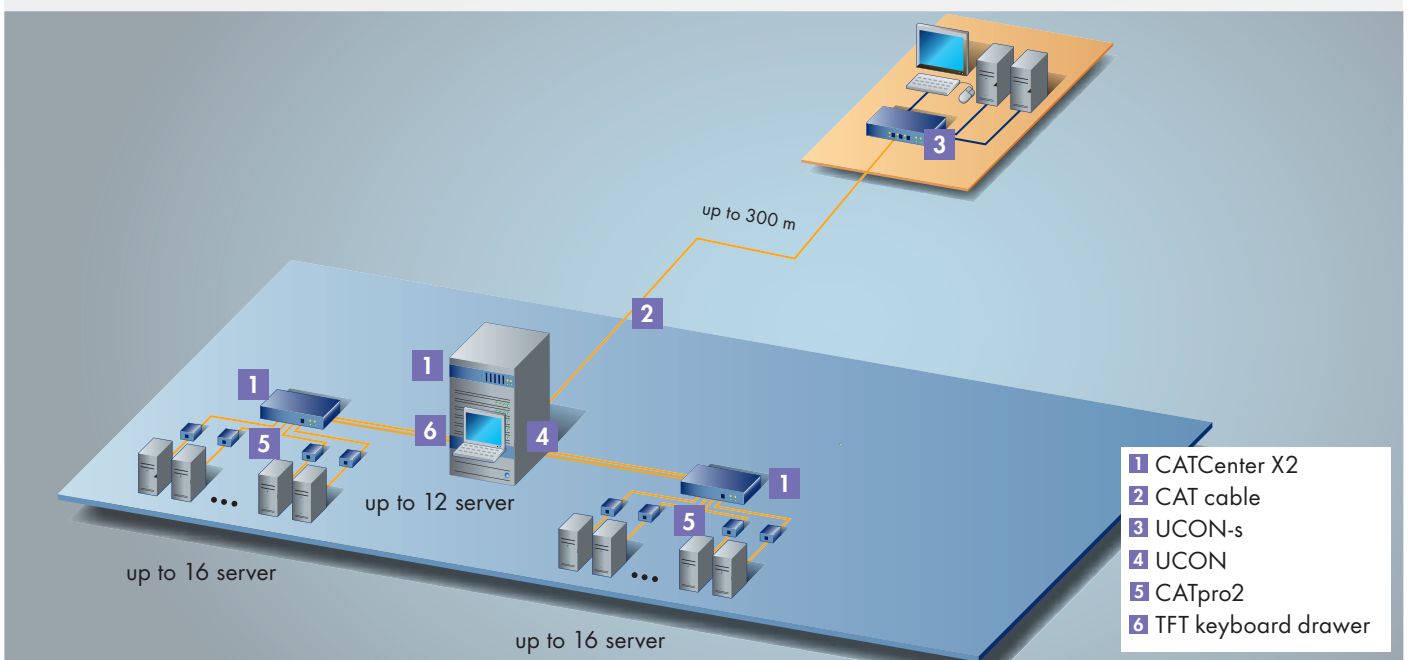 3
up to 300 m
2
1
1
6
4
5
1
up to 12 server
5
up to 16 server
up to 16 server
1 CATCenter X2
2 CAT cable
3 UCON-s
4 UCON
5 CATpro2
6 TFT keyboard drawer